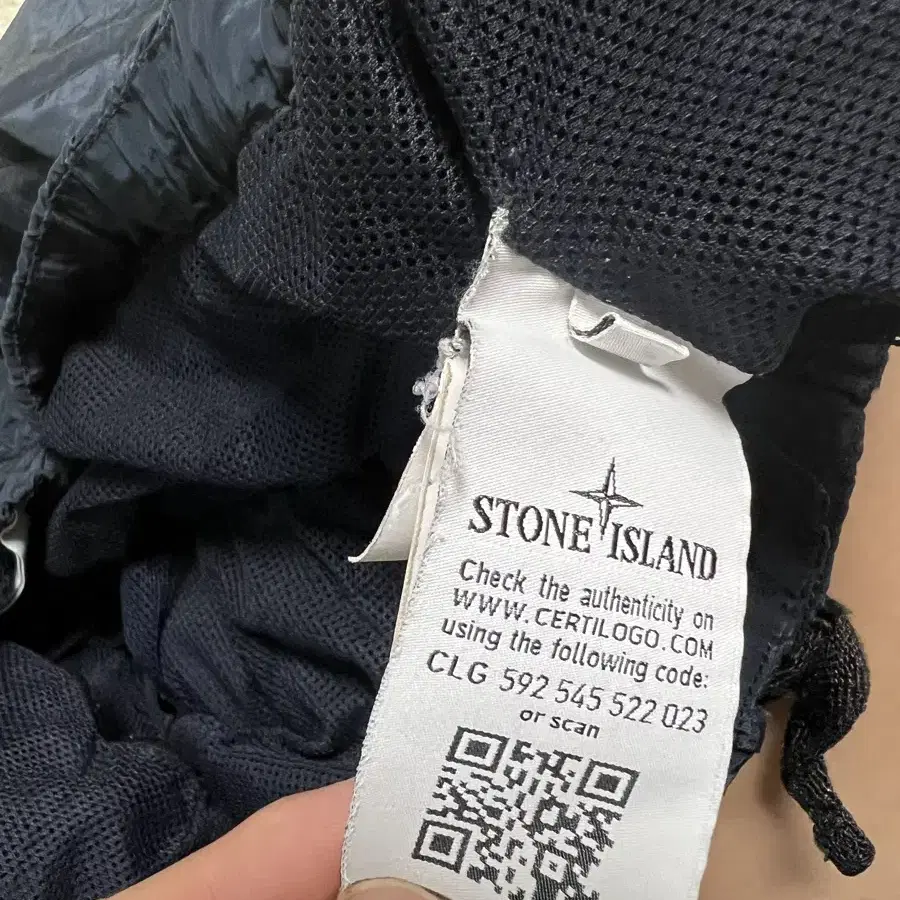 STONE ISLAND
Check the authenticity on
WWW.CERTILOGO.COM
using the following code:
CLG 592 545 522 023
or scan